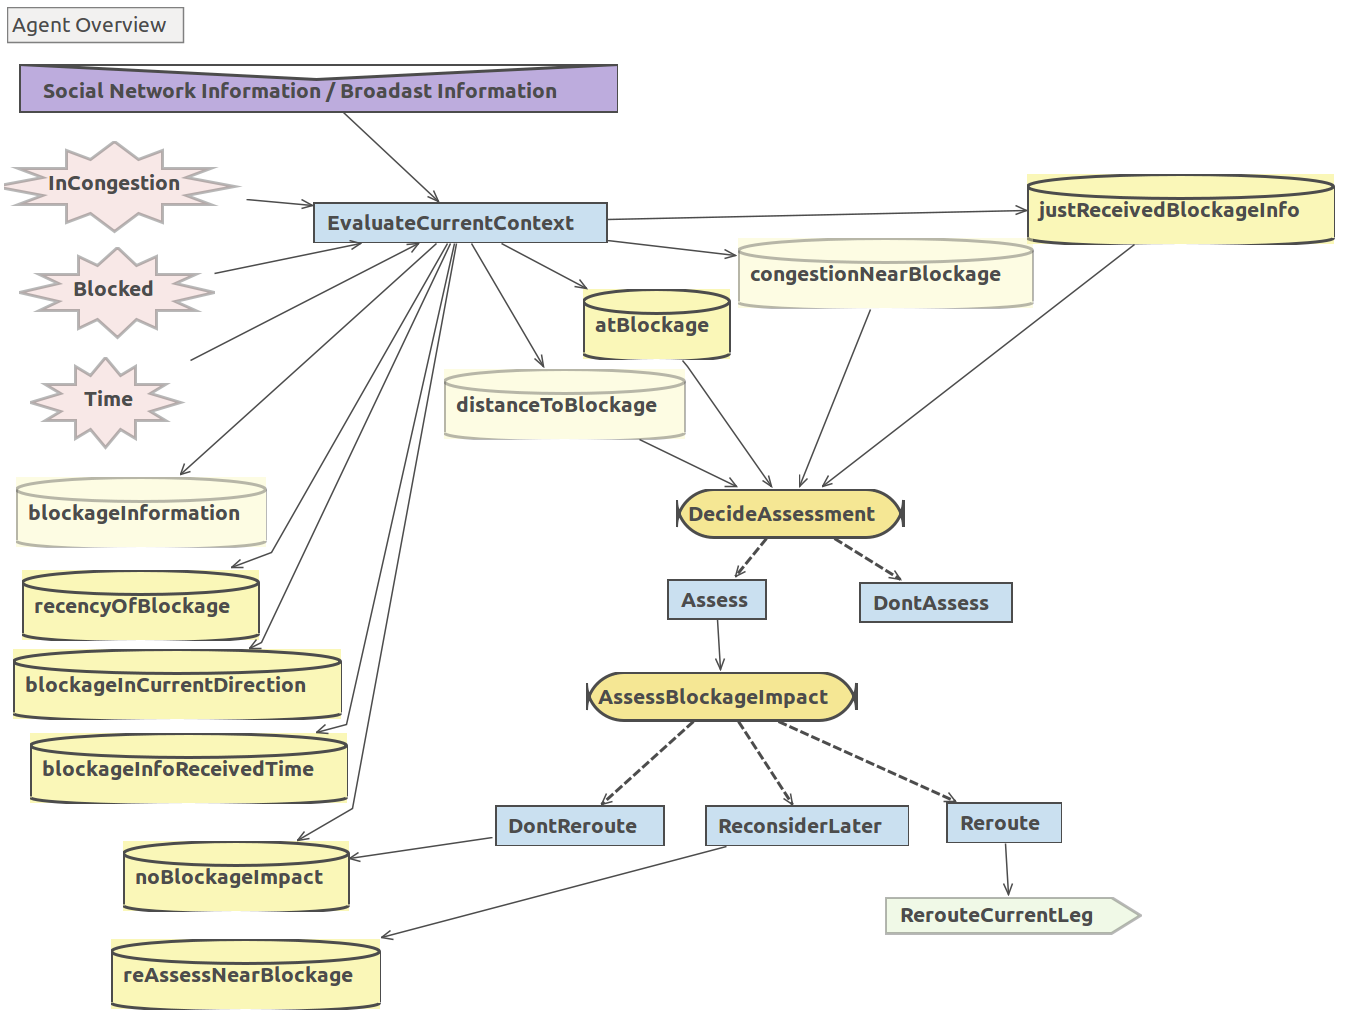 Agent Overview
Social Network Information / Broadast Information
InCongestion
EvaluateCurrentContext
justReceivedBlockageInfo
Blocked
congestionNearBlockage
atBlockage
Time
distanceToBlockage
blockageInformation
DecideAssessment
recencyOfBlockage
Assess
DontAssess
blockageInCurrentDirection
AssessBlockageImpact
blockageInfoReceivedTime
DontReroute
ReconsiderLater
Reroute
noBlockageImpact
RerouteCurrentLeg
reAssessNearBlockage